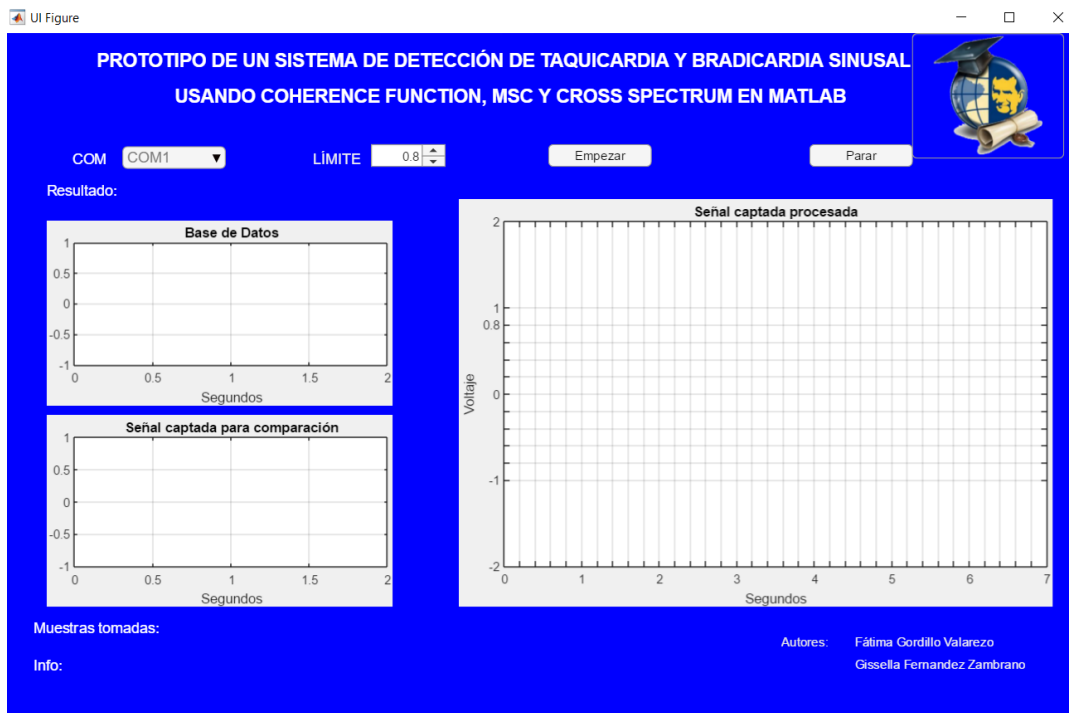 UI Figure
PROTOTIPO DE UN SISTEMA DE DETECCIÓN DE TAQUICARDIA Y BRADICARDIA SINUSAL
USANDO COHERENCE FUNCTION, MSC Y CROSS SPECTRUM EN MATLAB
COM COM1 LÍMITE 0.8 Empezar Parar
Resultado:
Base de Datos
1
0.5
0
-0.5
-1
0 0.5 1 1.5 2
Segundos
Señal captada para comparación
1
0.5
0
-0.5
-1
0 0.5 1 1.5 2
Segundos
Señal captada procesada
2
1
0.8
0
-1
-2
Voltaje
0 1 2 3 4 5 6 7
Segundos
Muestras tomadas:
Info:
Autores: Fátima Gordillo Valarezo
Gissella Fernandez Zambrano